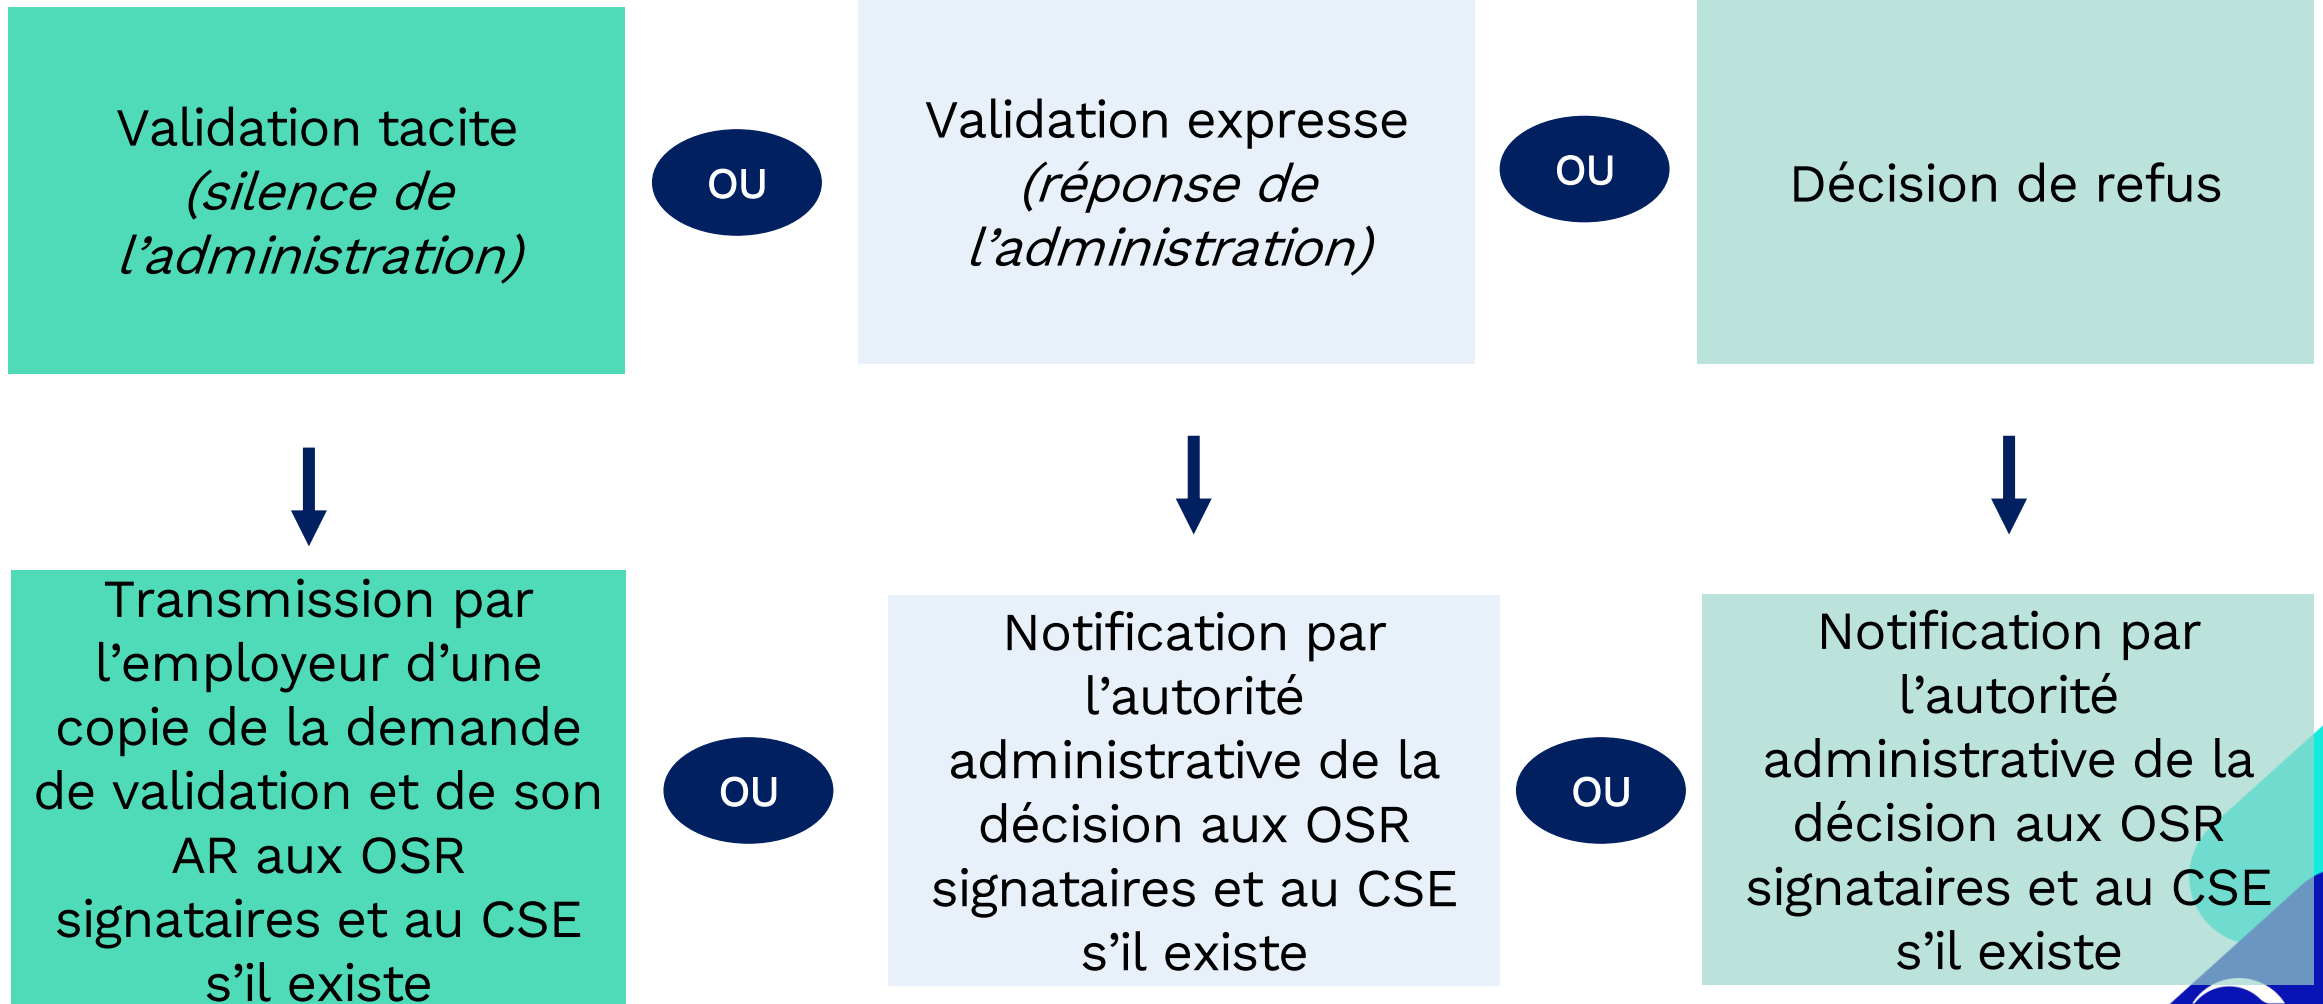 Validation tacite
(silence de
l’administration)
OU
Validation expresse
(réponse de
l’administration)
OU
Décision de refus
Transmission par
l’employeur d’une
copie de la demande
de validation et de son
AR aux OSR
signataires et au CSE
s’il existe
OU
Notification par
l’autorité
administrative de la
décision aux OSR
signataires et au CSE
s’il existe
OU
Notification par
l’autorité
administrative de la
décision aux OSR
signataires et au CSE
s’il existe